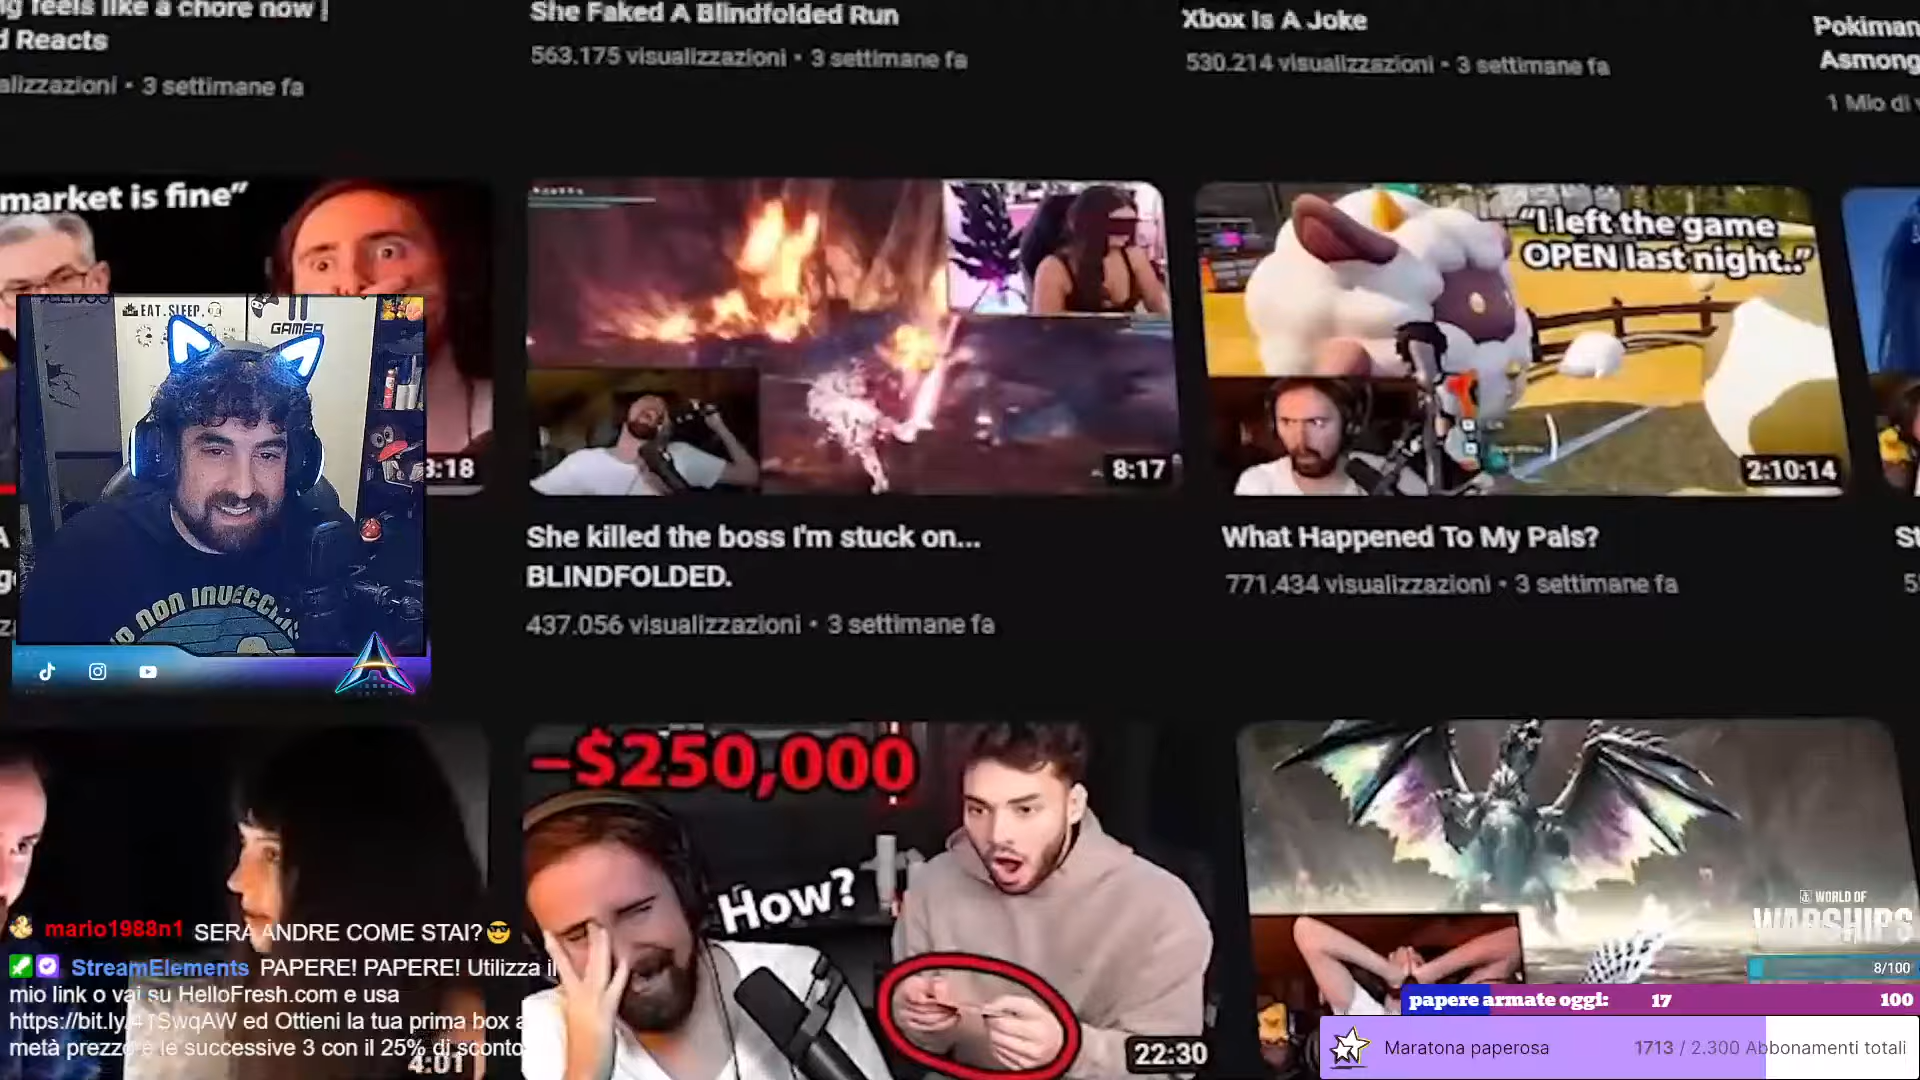 feels like a chore now |
Reacts
3 settimane fa
She Faked A Blindfolded Run
563.175 visualizzazioni • 3 settimane fa
Xbox Is A Joke
530.214 visualizzazioni • 3 settimane fa
1 Mio di
market is fine”
EAT. SLEEP.
GAMER
NON INVECC
“I left the game
OPEN last night..”
8:17
2:10:14
She killed the boss I'm stuck on...
BLINDFOLDED.
437.056 visualizzazioni • 3 settimane fa
What Happened To My Pals?
771.434 visualizzazioni • 3 settimane fa
-$250,000
How?
22:30
mario1988n1 SERA ANDRE COME STAI?😎
StreamElements PAPERE! PAPERE! Utilizza il
mio link o vai su HelloFresh.com e usa
ed Ottieni la tua prima box a
metà prezzo e le successive 3 con il 25% di sconto
4:01
WORLD OF
WARSHIPS
8/100
papere armate oggi: 17 100
Maratona paperosa 1713 / 2.300 Abbonamenti totali